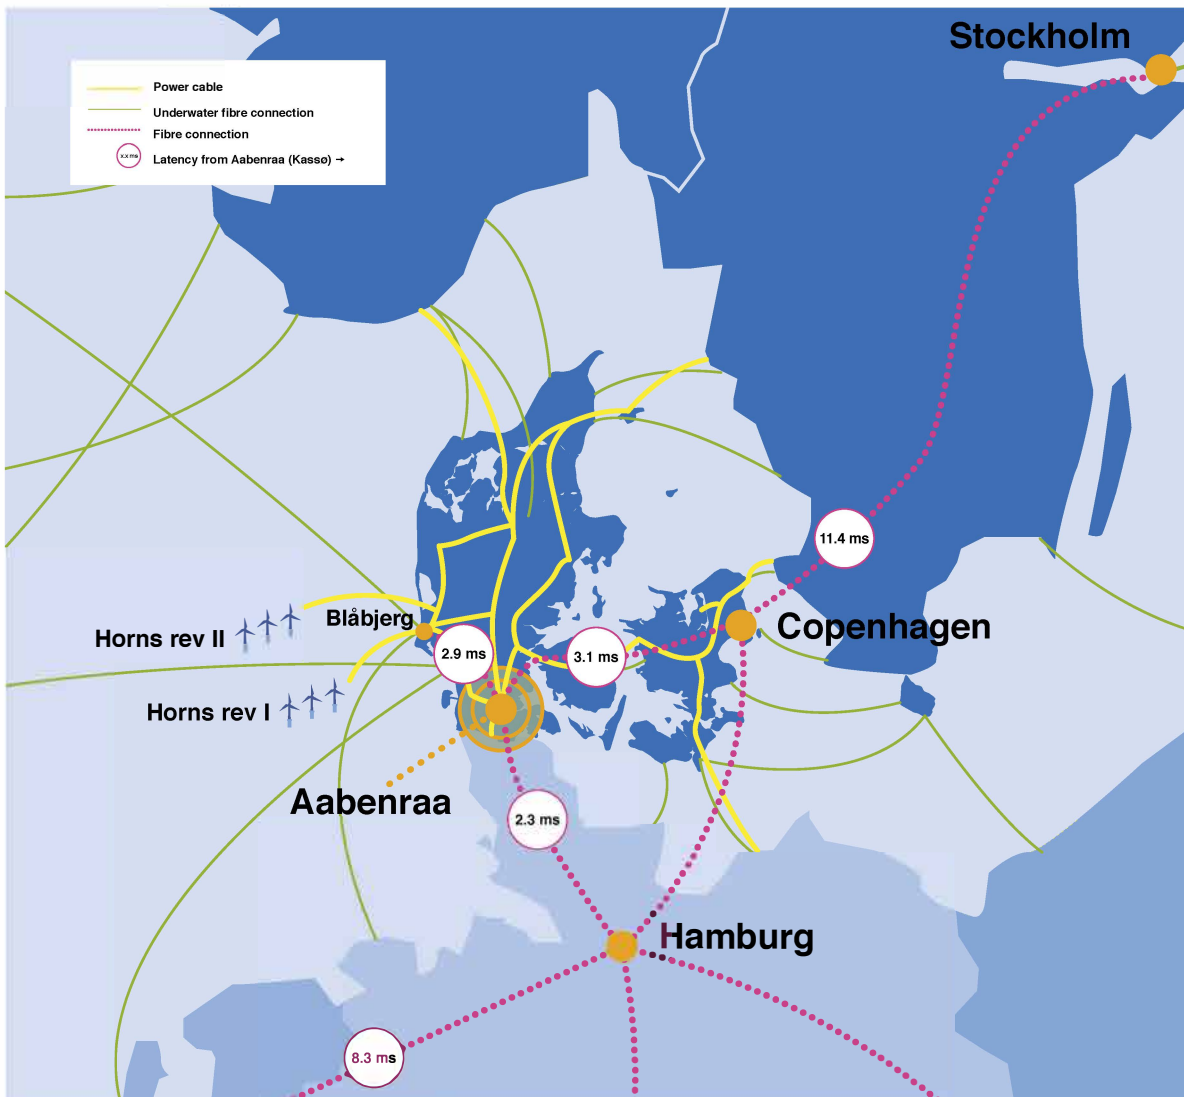 Stockholm
Power cable
Underwater fibre connection
Fibre connection
x.x ms
Latency from Aabenraa (Kassø) →
11.4 ms
Blåbjerg
Horns rev II
Copenhagen
2.9 ms
3.1 ms
Horns rev I
Aabenraa
2.3 ms
Hamburg
8.3 ms